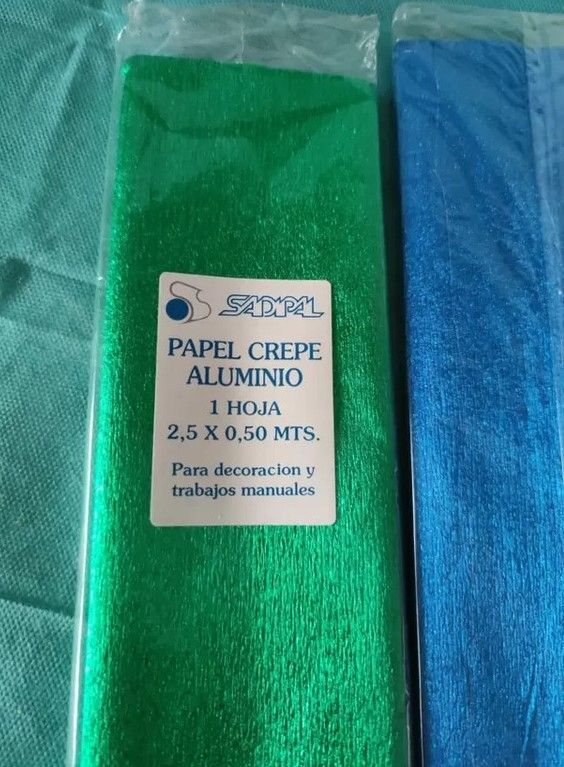 SADIPAL
PAPEL CREPE
ALUMINIO
1 HOJA
2,5 X 0,50 MTS.
Para decoracion y
trabajos manuales